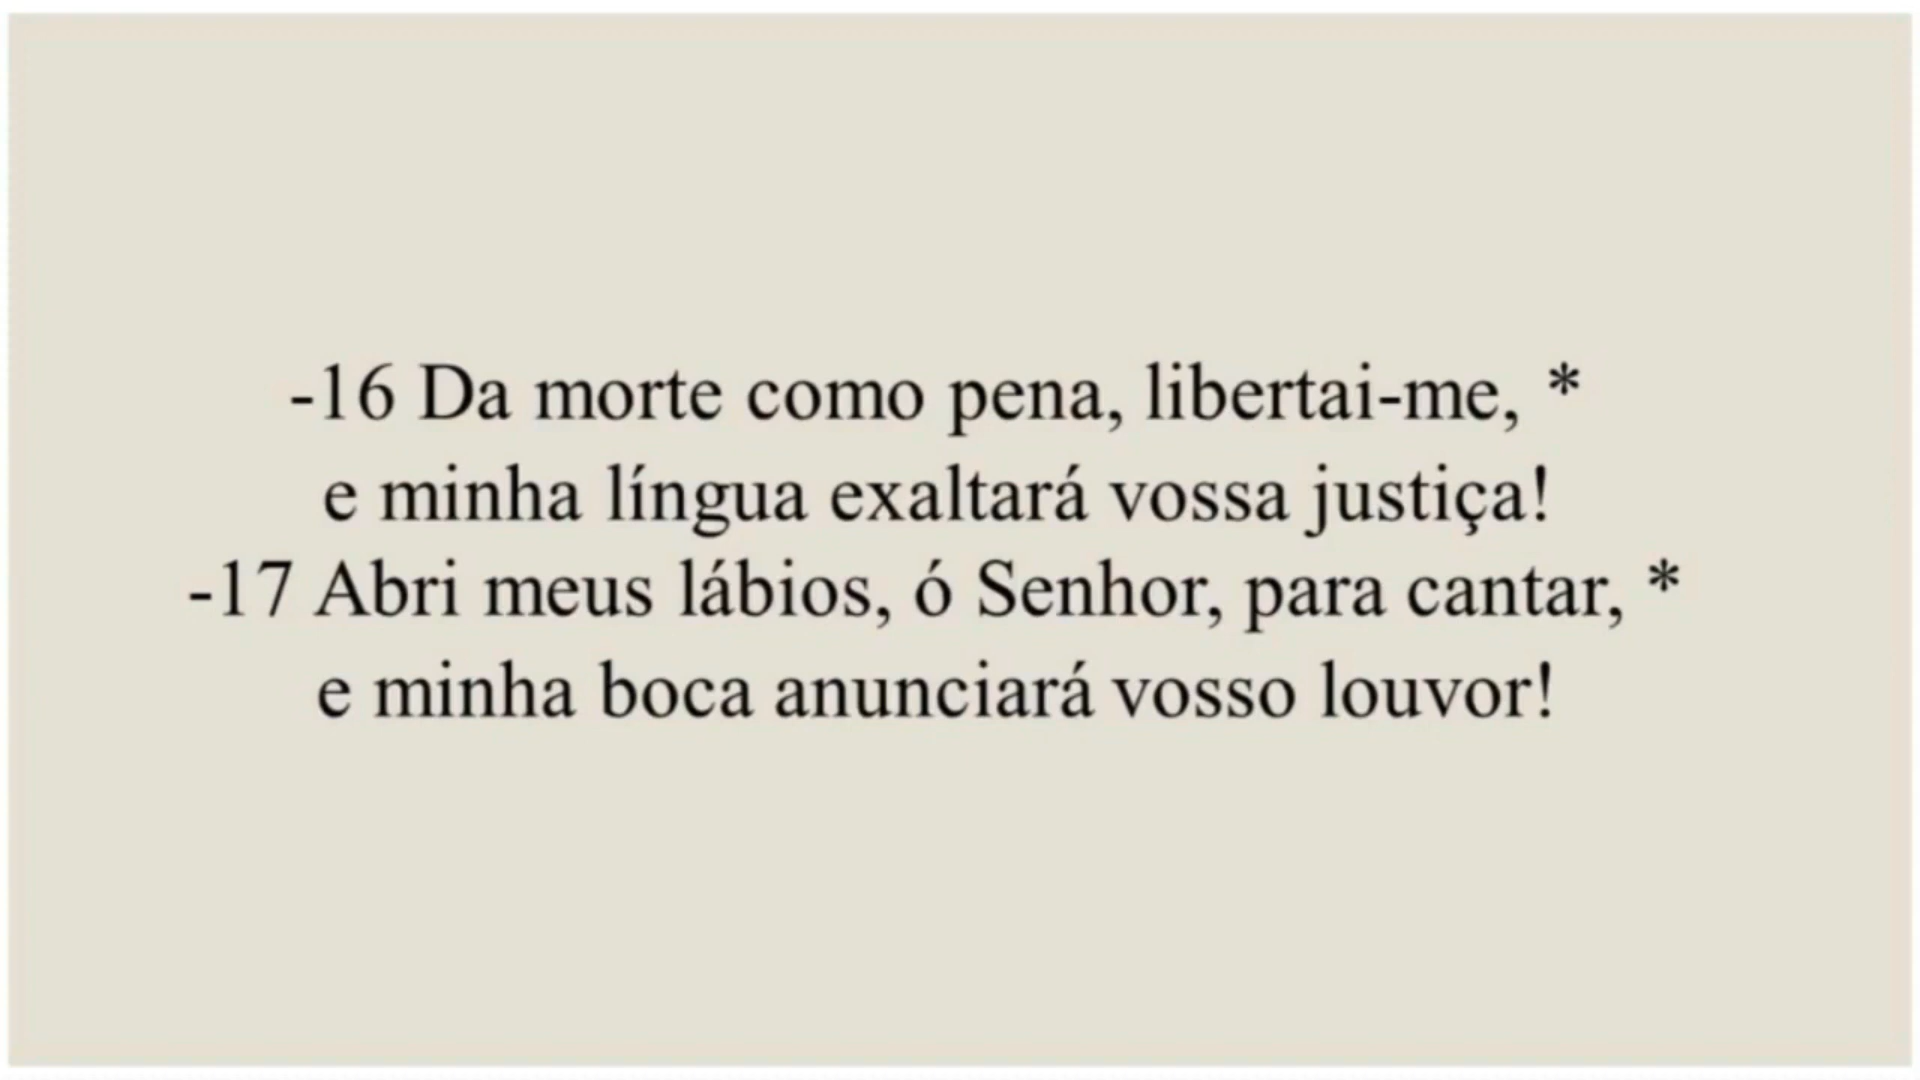 -16 Da morte como pena, libertai-me, *
e minha língua exaltará vossa justiça!
-17 Abri meus lábios, ó Senhor, para cantar, *
e minha boca anunciará vosso louvor!